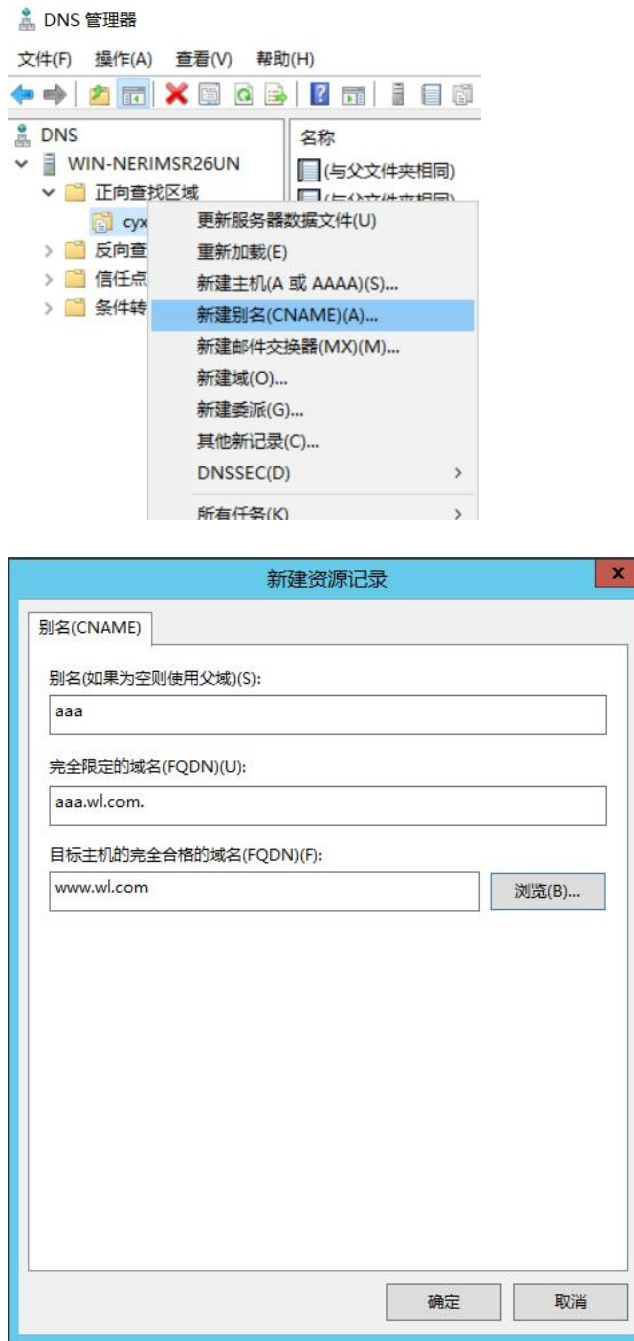 DNS 管理器
文件(F) 操作(A) 查看(V) 帮助(H)
DNS
名称
WIN-NERIMSR26UN
(与父文件夹相同)
正向查找区域
(与父文件夹相同)
cyx
更新服务器数据文件(U)
反向查
重新加载(E)
信任点
新建主机(A 或 AAAA)(S)...
条件转
新建别名(CNAME)(A)...
新建邮件交换器(MX)(M)...
新建域(O)...
新建委派(G)...
其他新记录(C)...
DNSSEC(D)
所有任务(K)
新建资源记录
别名(CNAME)
别名(如果为空则使用父域)(S):
aaa
完全限定的域名(FQDN)(U):
aaa.wl.com.
目标主机的完全合格的域名(FQDN)(F):
www.wl.com
浏览(B)...
确定 取消